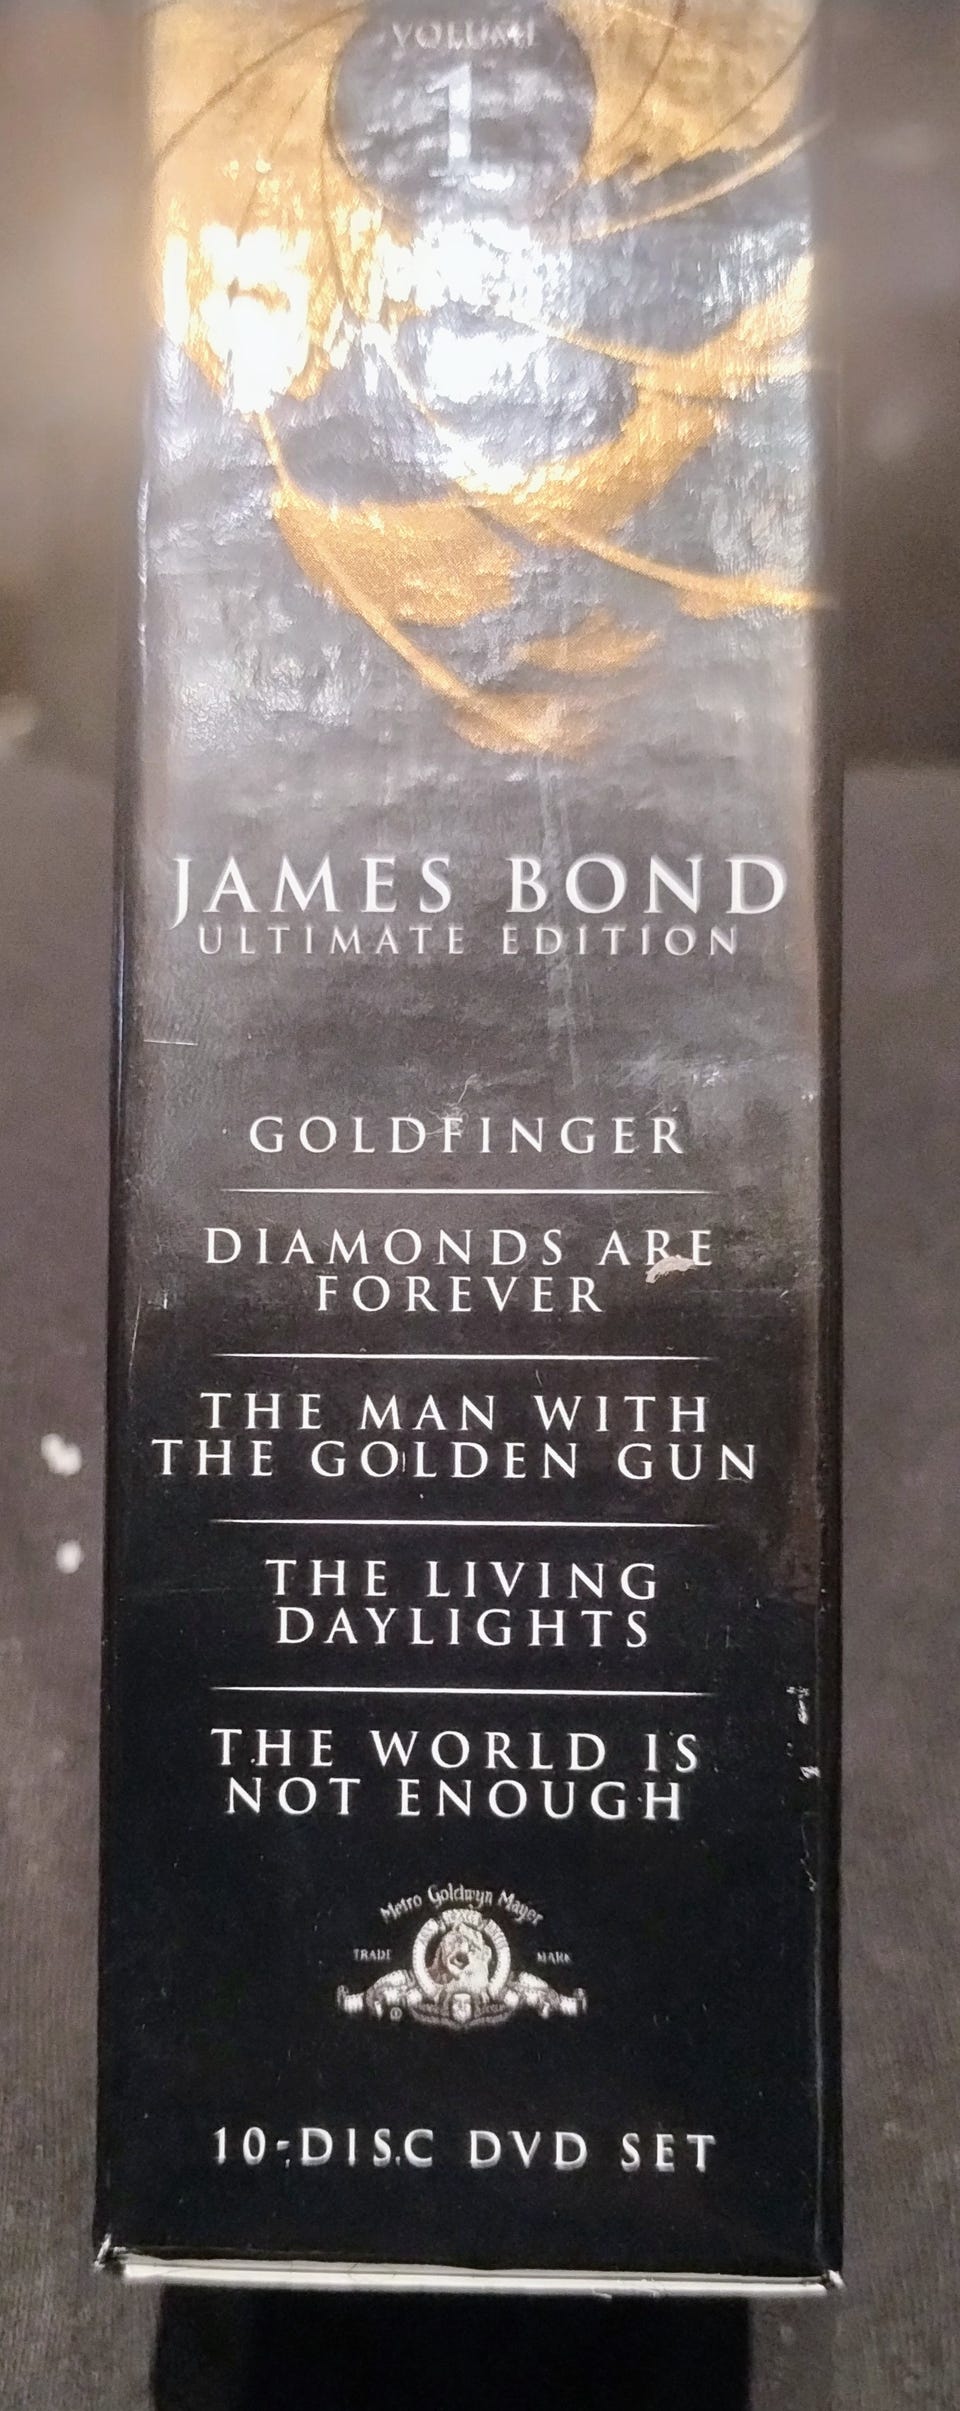 VOLUME
1
JAMES BOND
ULTIMATE EDITION
GOLDFINGER
DIAMONDS ARE
FOREVER
THE MAN WITH
THE GOLDEN GUN
THE LIVING
DAYLIGHTS
THE WORLD IS
NOT ENOUGH
Metro Goldwyn Mayer
TRADE MARK
10-DISC DVD SET